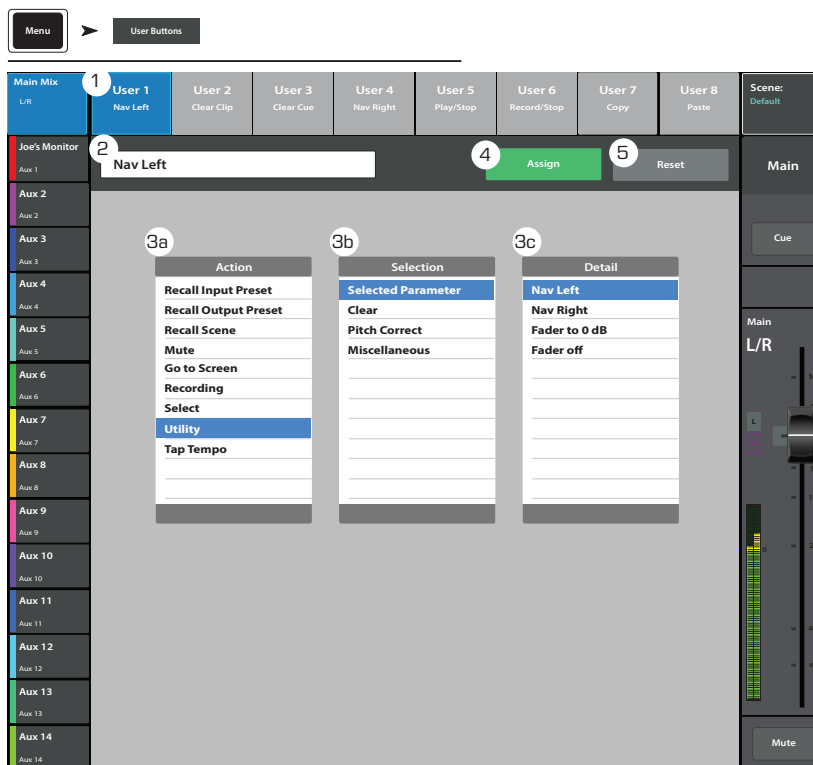 Menu
User Buttons
Main Mix
L/R
1
User 1
Nav Left
User 2
Clear Clip
User 3
Clear Cue
User 4
Nav Right
User 5
Play/Stop
User 6
Record/Stop
User 7
Copy
User 8
Paste
Scene:
Default
Joe's Monitor
Aux 1
Aux 2
Aux 2
Aux 3
Aux 3
Aux 4
Aux 4
Aux 5
Aux 5
Aux 6
Aux 6
Aux 7
Aux 7
Aux 8
Aux 8
Aux 9
Aux 9
Aux 10
Aux 10
Aux 11
Aux 11
Aux 12
Aux 12
Aux 13
Aux 13
Aux 14
Aux 14
2
Nav Left
4
Assign
5
Reset
3a
Action
Recall Input Preset
Recall Output Preset
Recall Scene
Mute
Go to Screen
Recording
Select
Utility
Tap Tempo
3b
Selection
Selected Parameter
Clear
Pitch Correct
Miscellaneous
3c
Detail
Nav Left
Nav Right
Fader to 0 dB
Fader off
Main
Cue
Main
L/R
L
0
Mute